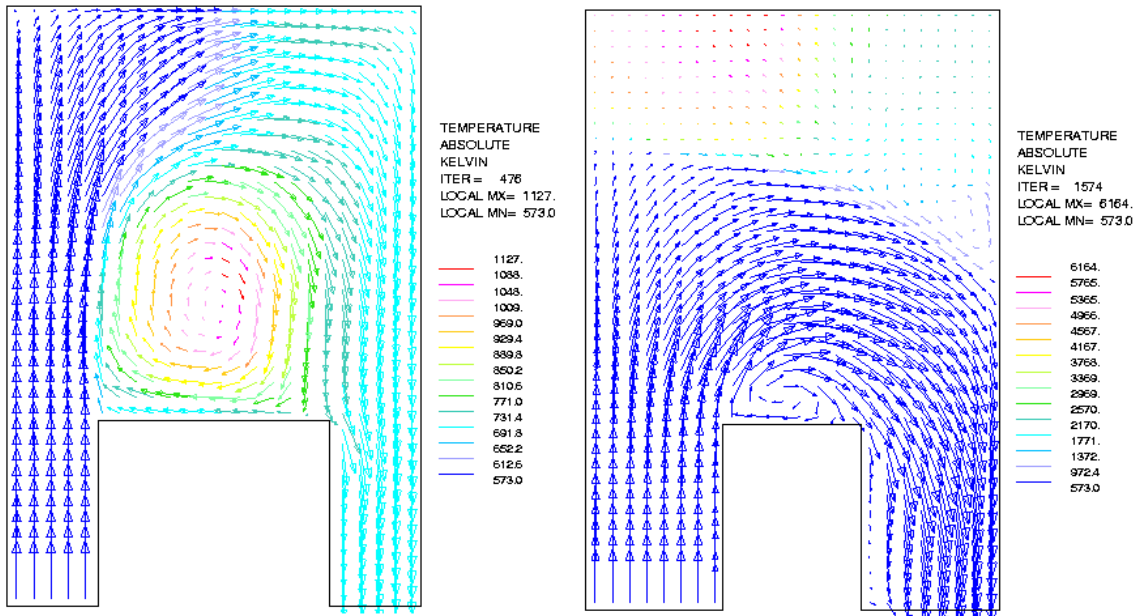 TEMPERATURE
ABSOLUTE
KELVIN
ITER = 476
LOCAL MX= 1127.
LOCAL MN= 573.0
1127.
1088.
1048.
1009.
969.0
929.4
889.8
850.2
810.6
771.0
731.4
691.8
652.2
612.6
573.0
TEMPERATURE
ABSOLUTE
KELVIN
ITER = 1574
LOCAL MX= 6164.
LOCAL MN= 573.0
6164.
5765.
5365.
4966.
4567.
4167.
3768.
3369.
2969.
2570.
2170.
1771.
1372.
972.4
573.0